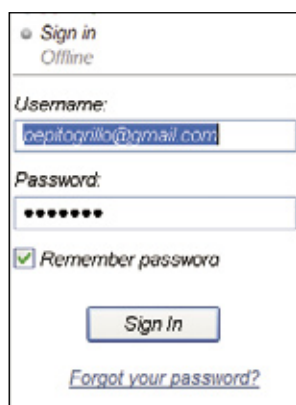 Sign in
Offline
Username:
pepitogrillo@gmail.com
Password:
•••••••
Remember password
Sign In
Forgot your password?